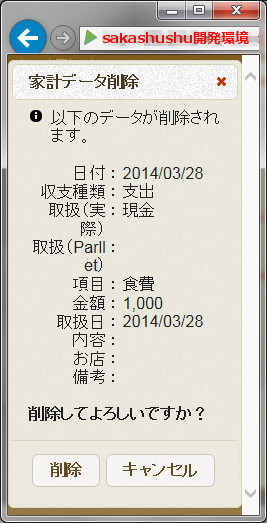 sakashushu開発環境
家計データ削除
以下のデータが削除され
ます。
日付： 2014/03/28
収支種類： 支出
取扱(実： 現金
際)
取扱(Parll：
et)
項目： 食費
金額： 1,000
取扱日： 2014/03/28
内容：
お店：
備考：
削除してよろしいですか？
削除 キャンセル